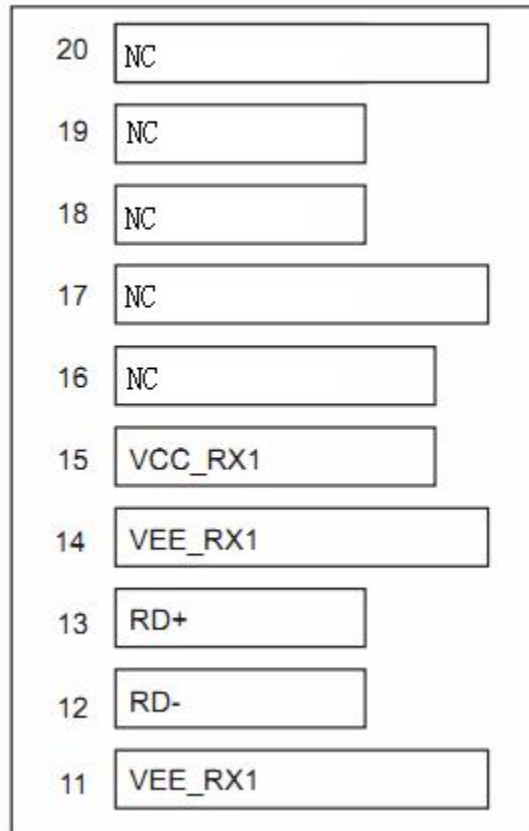 20 NC
19 NC
18 NC
17 NC
16 NC
15 VCC_RX1
14 VEE_RX1
13 RD+
12 RD-
11 VEE_RX1